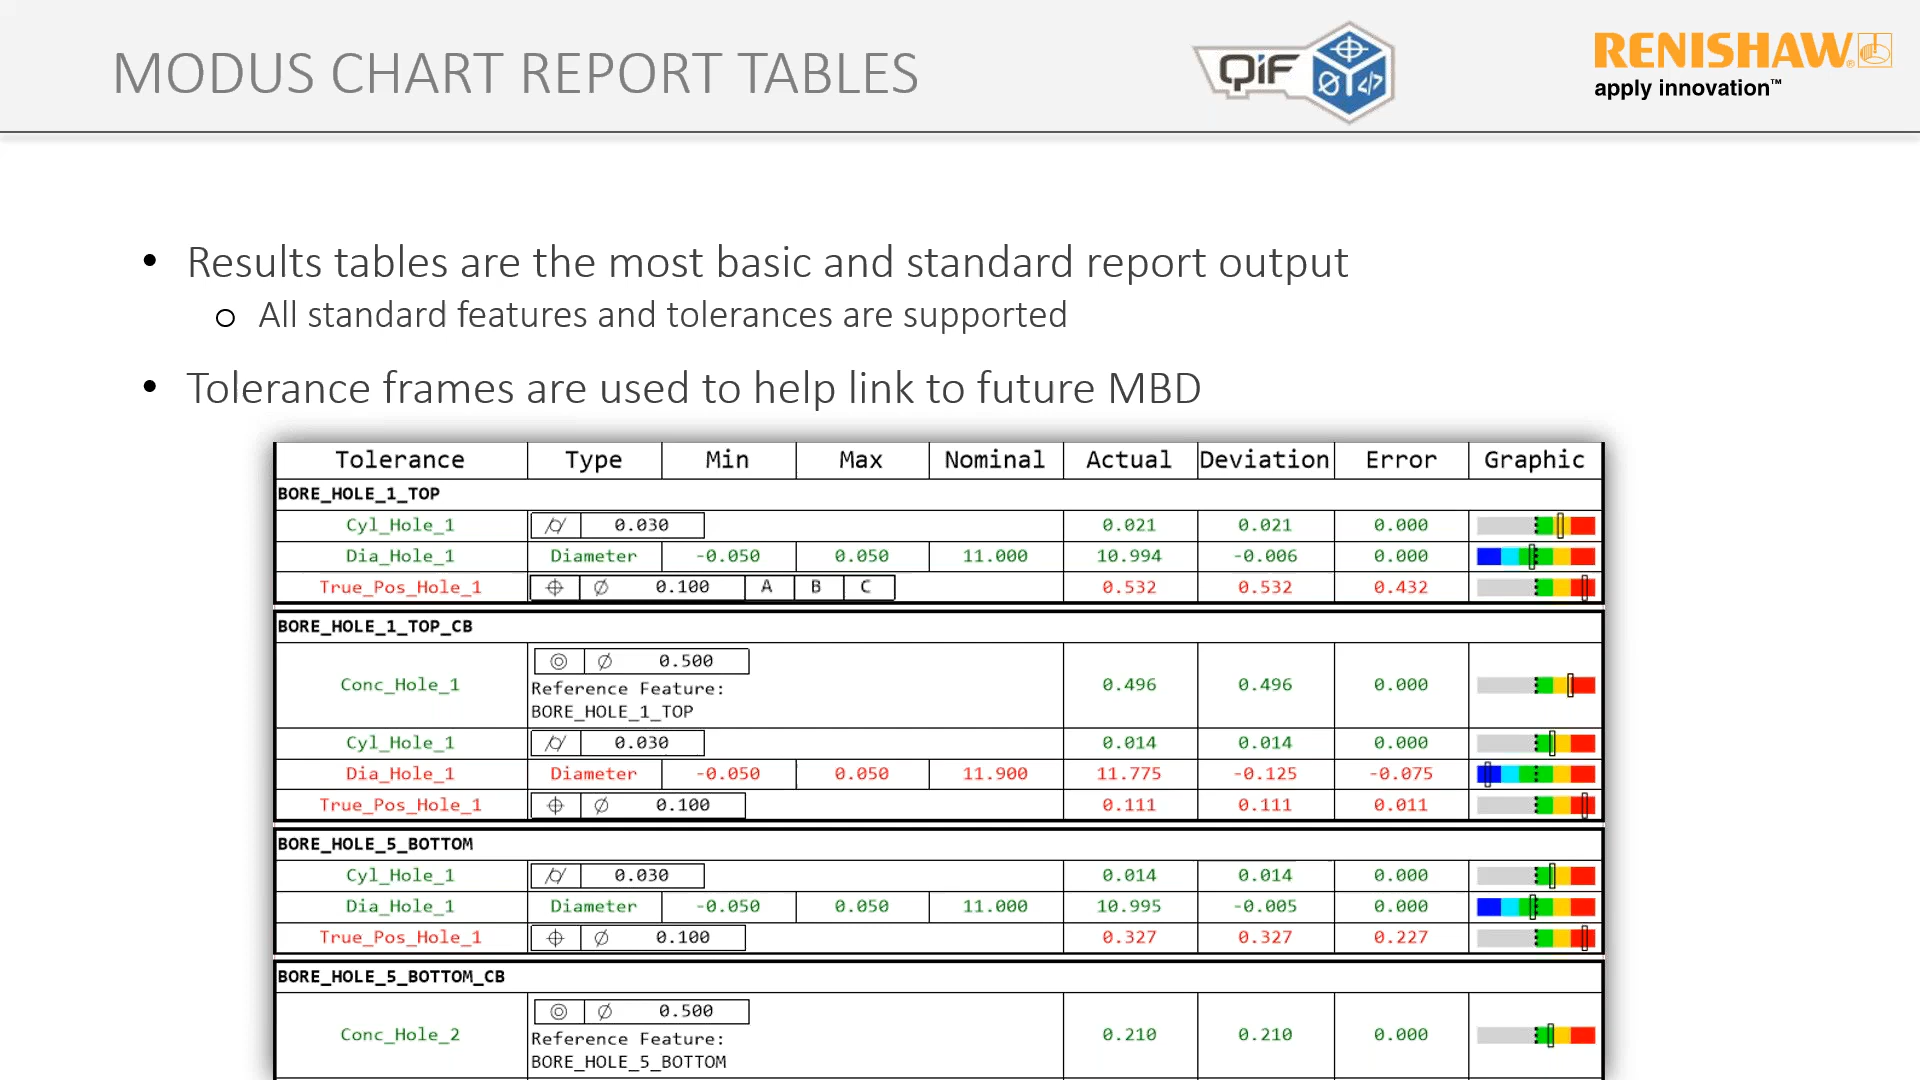 MODUS CHART REPORT TABLES
QIF
RENISHAW®
apply innovation™
• Results tables are the most basic and standard report output
o All standard features and tolerances are supported
• Tolerance frames are used to help link to future MBD
Tolerance Type Min Max Nominal Actual Deviation Error Graphic
BORE_HOLE_1_TOP
Cyl_Hole_1 ⌭ 0.030 0.021 0.021 0.000
Dia_Hole_1 Diameter -0.050 0.050 11.000 10.994 -0.006 0.000
True_Pos_Hole_1 ⌖ ∅ 0.100 A B C 0.532 0.532 0.432
BORE_HOLE_1_TOP_CB
Conc_Hole_1 ◎ ∅ 0.500 0.496 0.496 0.000
Reference Feature:
BORE_HOLE_1_TOP
Cyl_Hole_1 ⌭ 0.030 0.014 0.014 0.000
Dia_Hole_1 Diameter -0.050 0.050 11.900 11.775 -0.125 -0.075
True_Pos_Hole_1 ⌖ ∅ 0.100 0.111 0.111 0.011
BORE_HOLE_5_BOTTOM
Cyl_Hole_1 ⌭ 0.030 0.014 0.014 0.000
Dia_Hole_1 Diameter -0.050 0.050 11.000 10.995 -0.005 0.000
True_Pos_Hole_1 ⌖ ∅ 0.100 0.327 0.327 0.227
BORE_HOLE_5_BOTTOM_CB
Conc_Hole_2 ◎ ∅ 0.500 0.210 0.210 0.000
Reference Feature:
BORE_HOLE_5_BOTTOM